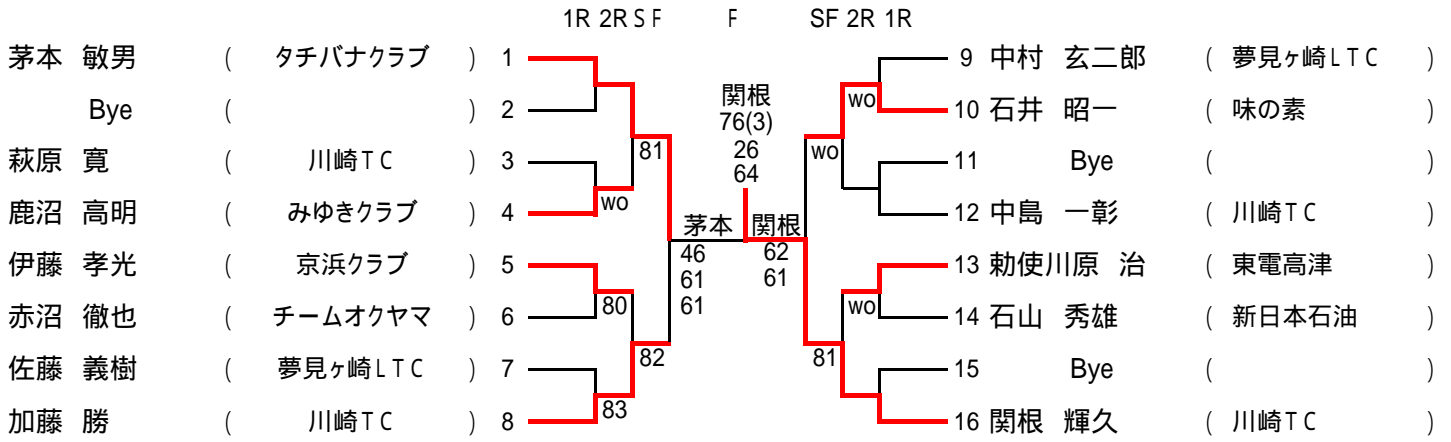 1R 2R S F F SF 2R 1R
茅本 敏男 ( タチバナクラブ ) 1
9 中村 玄二郎 ( 夢見ヶ崎LTC )
Bye ( ) 2
関根
76(3)
26
64
wo
10 石井 昭一 ( 味の素 )
萩原 寛 ( 川崎TC ) 3
81
wo
11 Bye ( )
鹿沼 高明 ( みゆきクラブ ) 4
wo
12 中島 一彰 ( 川崎TC )
茅本 関根
伊藤 孝光 ( 京浜クラブ ) 5
46
61
61
62
61
13 勅使川原 治 ( 東電高津 )
赤沼 徹也 ( チームオクヤマ ) 6
80
wo
14 石山 秀雄 ( 新日本石油 )
佐藤 義樹 ( 夢見ヶ崎LTC ) 7
82
81
15 Bye ( )
加藤 勝 ( 川崎TC ) 8
83
16 関根 輝久 ( 川崎TC )